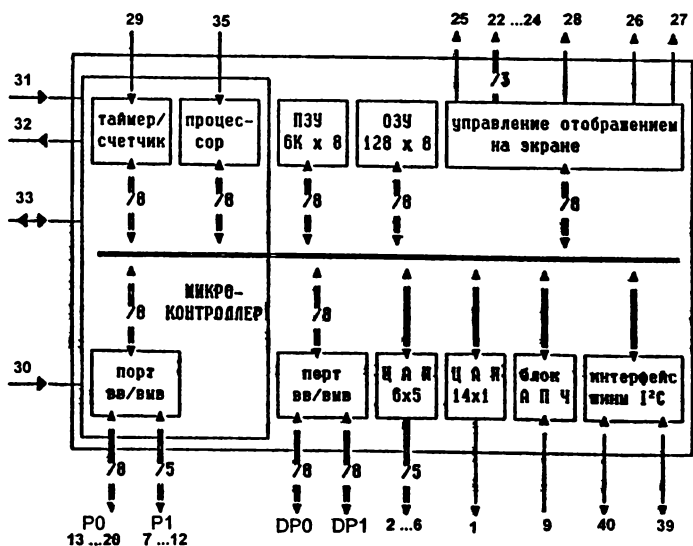 29 35 25 22 ...24 28 26 27
31
32
33
30
/3
таймер/
счетчик
процес-
сор
ПЗУ
6К х 8
ОЗУ
128 х 8
управление отображением
на экране
/8 /8 /8 /8 /8
МИКРО-
КОНТРОЛЛЕР
/8 /8
порт
вв/выв
порт
вв/выв
Ц А П
6х5
Ц А П
14х1
блок
А П Ч
интерфейс
шины I²C
/8 /5 /8 /8 /5
P0 P1 DP0 DP1 2 ...6 1 9 40 39
13 ...20 7 ...12